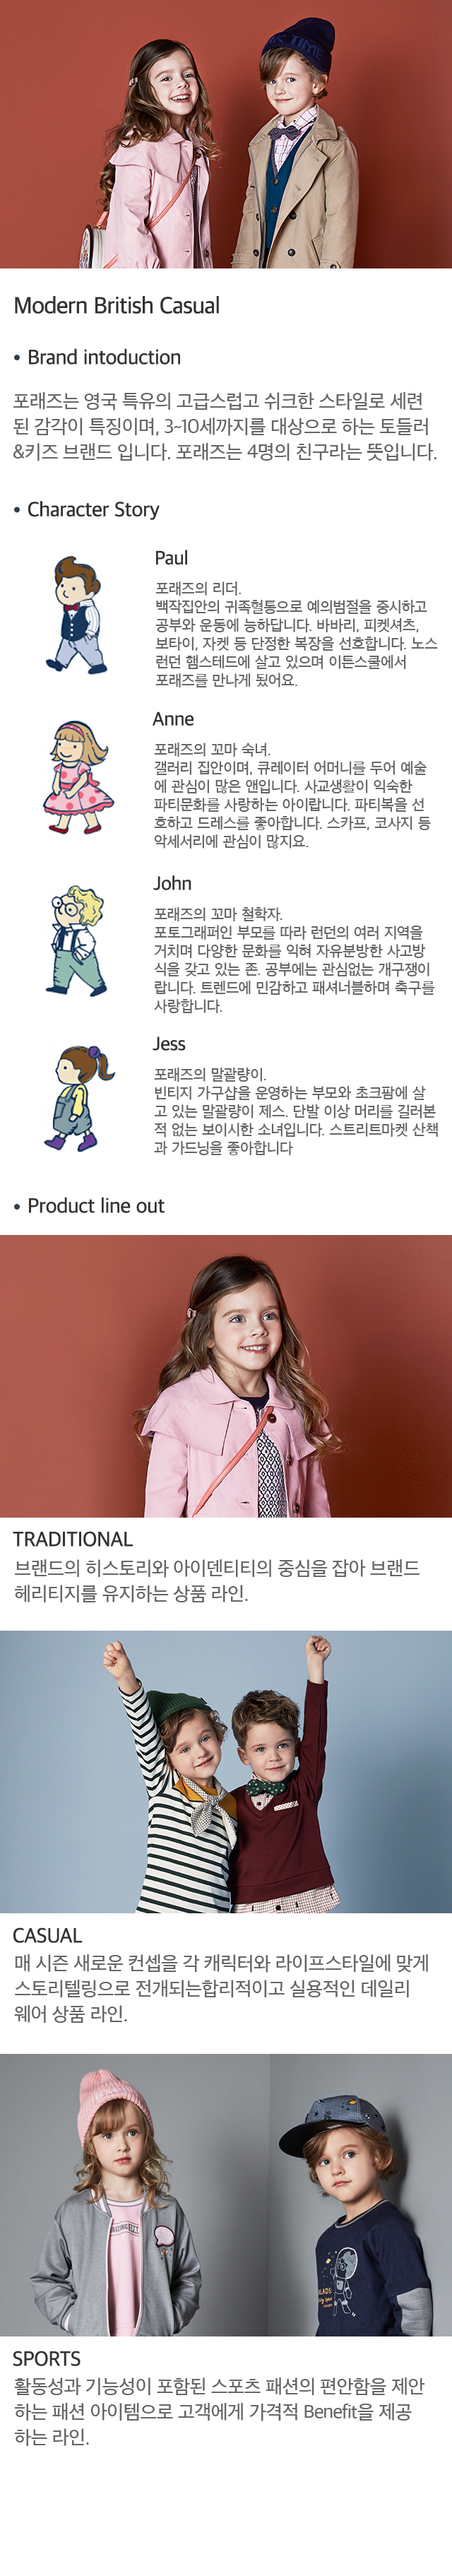 TIME
Modern British Casual
• Brand intoduction
포래즈는 영국 특유의 고급스럽고 쉬크한 스타일로 세련
된 감각이 특징이며, 3~10세까지를 대상으로 하는 토들러
&키즈 브랜드 입니다. 포래즈는 4명의 친구라는 뜻입니다.
• Character Story
Paul
포래즈의 리더.
백작집안의 귀족혈통으로 예의범절을 중시하고
공부와 운동에 능하답니다. 바바리, 피켓셔츠,
보타이, 자켓 등 단정한 복장을 선호합니다. 노스
런던 햄스테드에 살고 있으며 이튼스쿨에서
포래즈를 만나게 됐어요.
Anne
포래즈의 꼬마 숙녀.
갤러리 집안이며, 큐레이터 어머니를 두어 예술
에 관심이 많은 앤입니다. 사교생활이 익숙한
파티문화를 사랑하는 아이랍니다. 파티복을 선
호하고 드레스를 좋아합니다. 스카프, 코사지 등
악세서리에 관심이 많지요.
John
포래즈의 꼬마 철학자.
포토그래퍼인 부모를 따라 런던의 여러 지역을
거치며 다양한 문화를 익혀 자유분방한 사고방
식을 갖고 있는 존. 공부에는 관심없는 개구쟁이
랍니다. 트렌드에 민감하고 패셔너블하며 축구를
사랑합니다.
Jess
포래즈의 말괄량이.
빈티지 가구샵을 운영하는 부모와 초크팜에 살
고 있는 말괄량이 제스. 단발 이상 머리를 길러본
적 없는 보이시한 소녀입니다. 스트리트마켓 산책
과 가드닝을 좋아합니다
• Product line out
TRADITIONAL
브랜드의 히스토리와 아이덴티티의 중심을 잡아 브랜드
헤리티지를 유지하는 상품 라인.
CASUAL
매 시즌 새로운 컨셉을 각 캐릭터와 라이프스타일에 맞게
스토리텔링으로 전개되는합리적이고 실용적인 데일리
웨어 상품 라인.
SPORTS
활동성과 기능성이 포함된 스포츠 패션의 편안함을 제안
하는 패션 아이템으로 고객에게 가격적 Benefit을 제공
하는 라인.